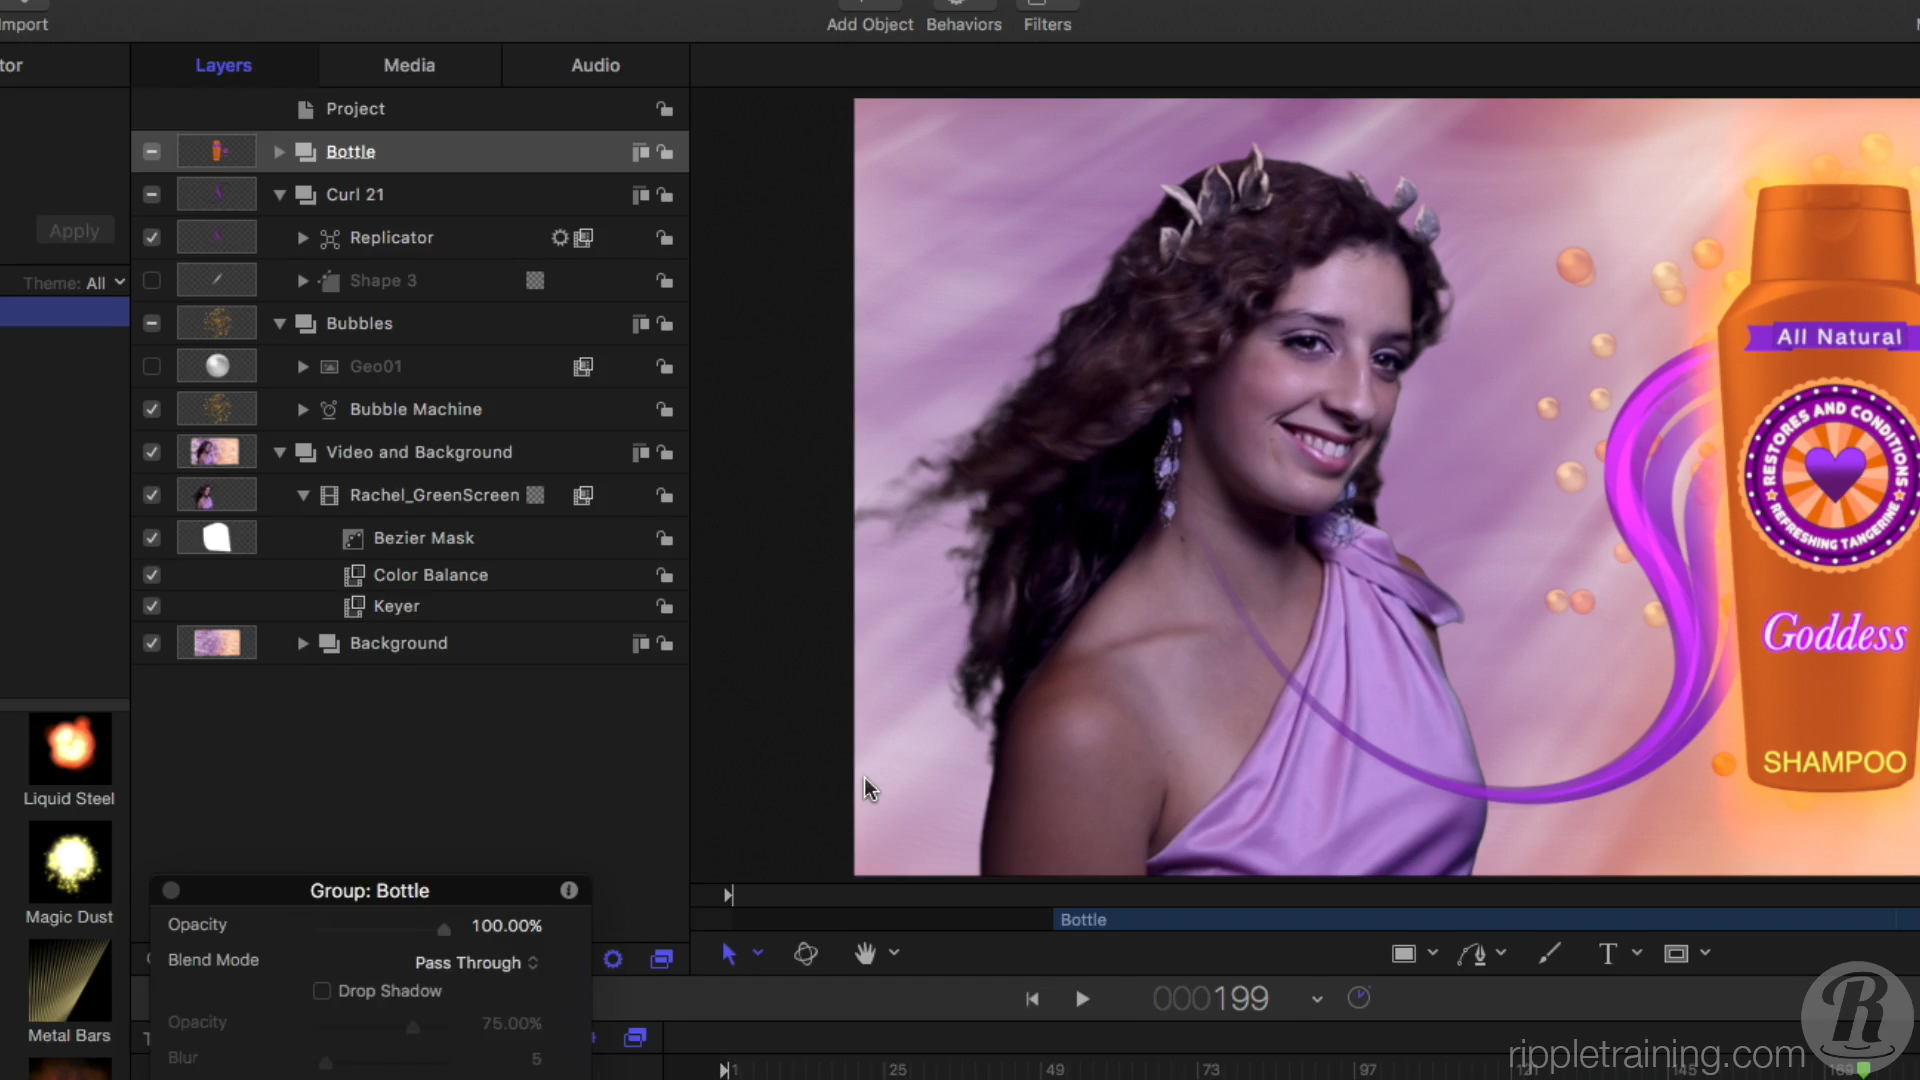 Import
Add Object
Behaviors
Filters
tor
Layers
Media
Audio
Project
Bottle
Curl 21
Apply
Replicator
Theme: All
Shape 3
Bubbles
Geo01
Bubble Machine
Video and Background
Rachel_GreenScreen
Bezier Mask
Color Balance
Keyer
Background
All Natural
RESTORES AND CONDITIONS
REFRESHING TANGERINE
Goddess
SHAMPOO
Liquid Steel
Magic Dust
Metal Bars
Group: Bottle
Opacity
100.00%
Blend Mode
Pass Through
Drop Shadow
Opacity
75.00%
Blur
5
Bottle
T
000199
R
rippletraining.com
1
25
49
73
97
121
145
169